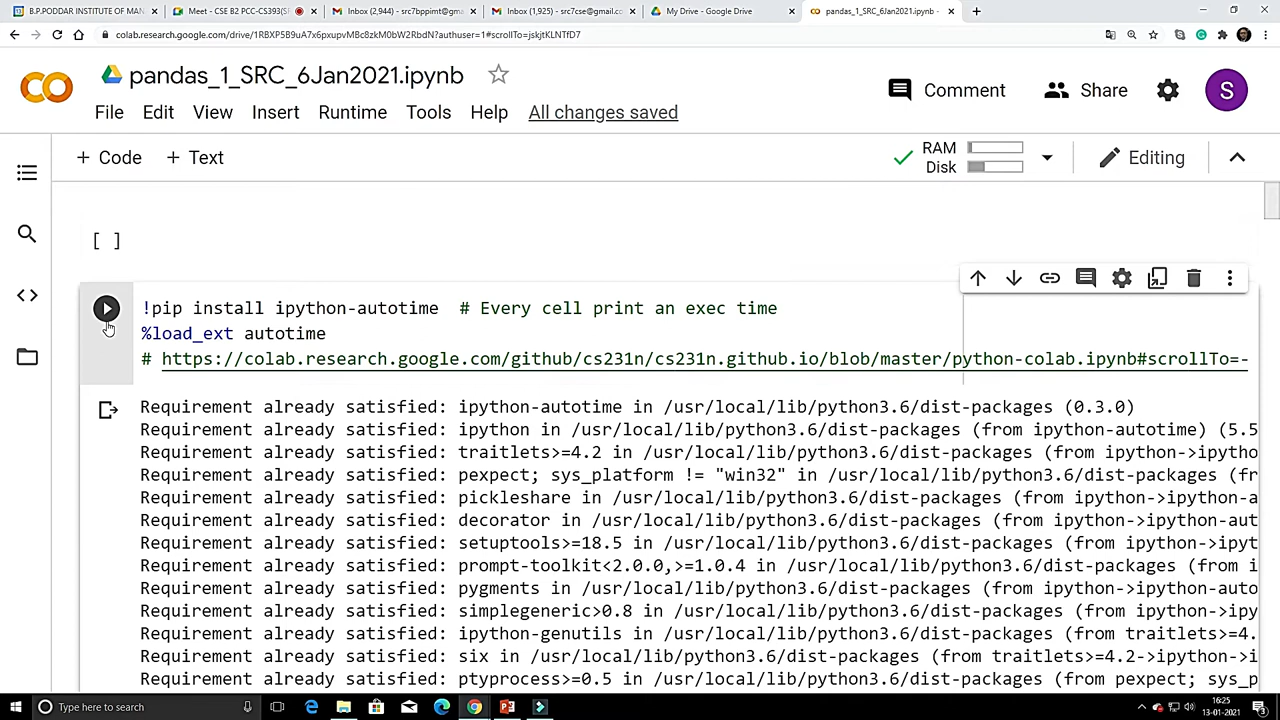 B.P.PODDAR INSTITUTE OF MAN
Meet - CSE B2 PCC-CS393(S
Inbox (2,944) - src7bppimt@gma
Inbox (1,925) - src7cse@gmail.co
My Drive - Google Drive
pandas_1_SRC_6Jan2021.ipynb -
colab.research.google.com/drive/1RBXP5B9uA7x6pxupvMBc8zkM0bW2RbdN?authuser=1#scrollTo=jskjtKLNTfD7
pandas_1_SRC_6Jan2021.ipynb
Comment
Share
S
File Edit View Insert Runtime Tools Help All changes saved
+ Code + Text
RAM
Disk
Editing
[ ]
!pip install ipython-autotime # Every cell print an exec time
%load_ext autotime
# https://colab.research.google.com/github/cs231n/cs231n.github.io/blob/master/python-colab.ipynb#scrollTo=-
Requirement already satisfied: ipython-autotime in /usr/local/lib/python3.6/dist-packages (0.3.0)
Requirement already satisfied: ipython in /usr/local/lib/python3.6/dist-packages (from ipython-autotime) (5.5
Requirement already satisfied: traitlets>=4.2 in /usr/local/lib/python3.6/dist-packages (from ipython->ipytho
Requirement already satisfied: pexpect; sys_platform != "win32" in /usr/local/lib/python3.6/dist-packages (fr
Requirement already satisfied: pickleshare in /usr/local/lib/python3.6/dist-packages (from ipython->ipython-a
Requirement already satisfied: decorator in /usr/local/lib/python3.6/dist-packages (from ipython->ipython-aut
Requirement already satisfied: setuptools>=18.5 in /usr/local/lib/python3.6/dist-packages (from ipython->ipyt
Requirement already satisfied: prompt-toolkit<2.0.0,>=1.0.4 in /usr/local/lib/python3.6/dist-packages (from i
Requirement already satisfied: pygments in /usr/local/lib/python3.6/dist-packages (from ipython->ipython-auto
Requirement already satisfied: simplegeneric>0.8 in /usr/local/lib/python3.6/dist-packages (from ipython->ipy
Requirement already satisfied: ipython-genutils in /usr/local/lib/python3.6/dist-packages (from traitlets>=4.
Requirement already satisfied: six in /usr/local/lib/python3.6/dist-packages (from traitlets>=4.2->ipython->i
Requirement already satisfied: ptyprocess>=0.5 in /usr/local/lib/python3.6/dist-packages (from pexpect; sys_p
Type here to search
16:25
13-01-2021